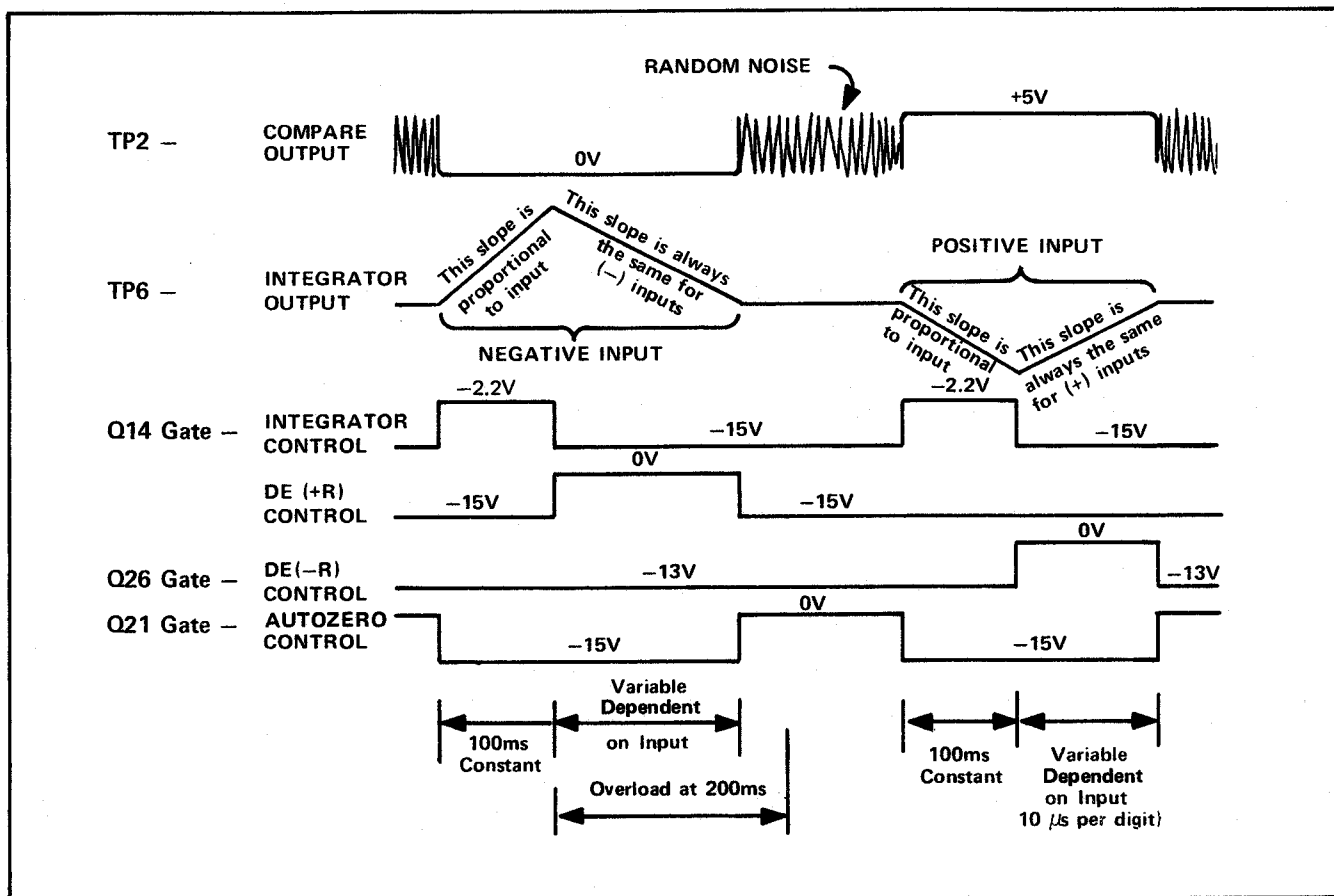 RANDOM NOISE
TP2 –
COMPARE
OUTPUT
0V
+5V
TP6 –
INTEGRATOR
OUTPUT
This slope is
proportional
to input
This slope is always
the same for
(–) inputs
NEGATIVE INPUT
POSITIVE INPUT
This slope is
proportional
to input
This slope is
always the same
for (+) inputs
Q14 Gate –
INTEGRATOR
CONTROL
–2.2V
–15V
–2.2V
–15V
DE (+R)
CONTROL
–15V
0V
–15V
Q26 Gate –
DE(–R)
CONTROL
–13V
0V
–13V
Q21 Gate –
AUTOZERO
CONTROL
–15V
0V
–15V
100ms
Constant
Variable
Dependent
on Input
Overload at 200ms
100ms
Constant
Variable
Dependent
on Input
10 μs per digit)